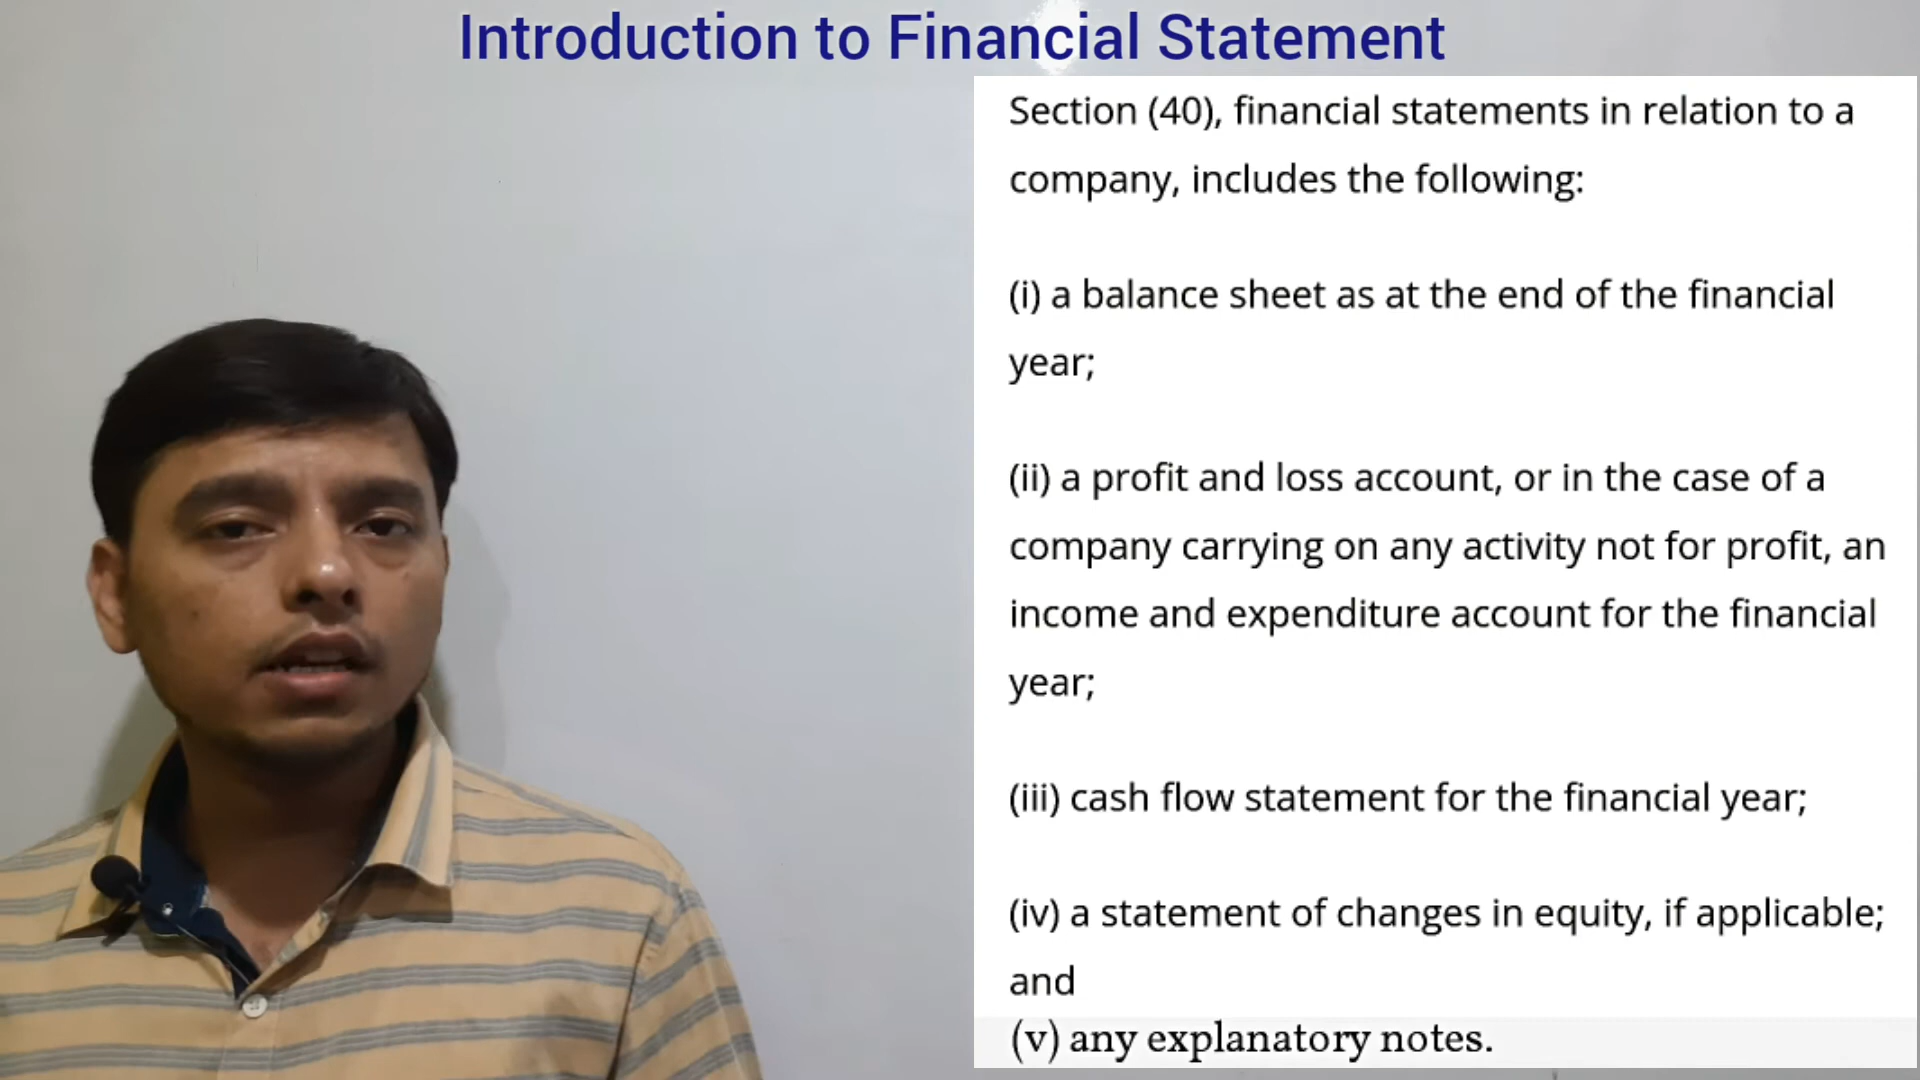 Introduction to Financial Statement
Section (40), financial statements in relation to a
company, includes the following:
(i) a balance sheet as at the end of the financial
year;
(ii) a profit and loss account, or in the case of a
company carrying on any activity not for profit, an
income and expenditure account for the financial
year;
(iii) cash flow statement for the financial year;
(iv) a statement of changes in equity, if applicable;
and
(v) any explanatory notes.